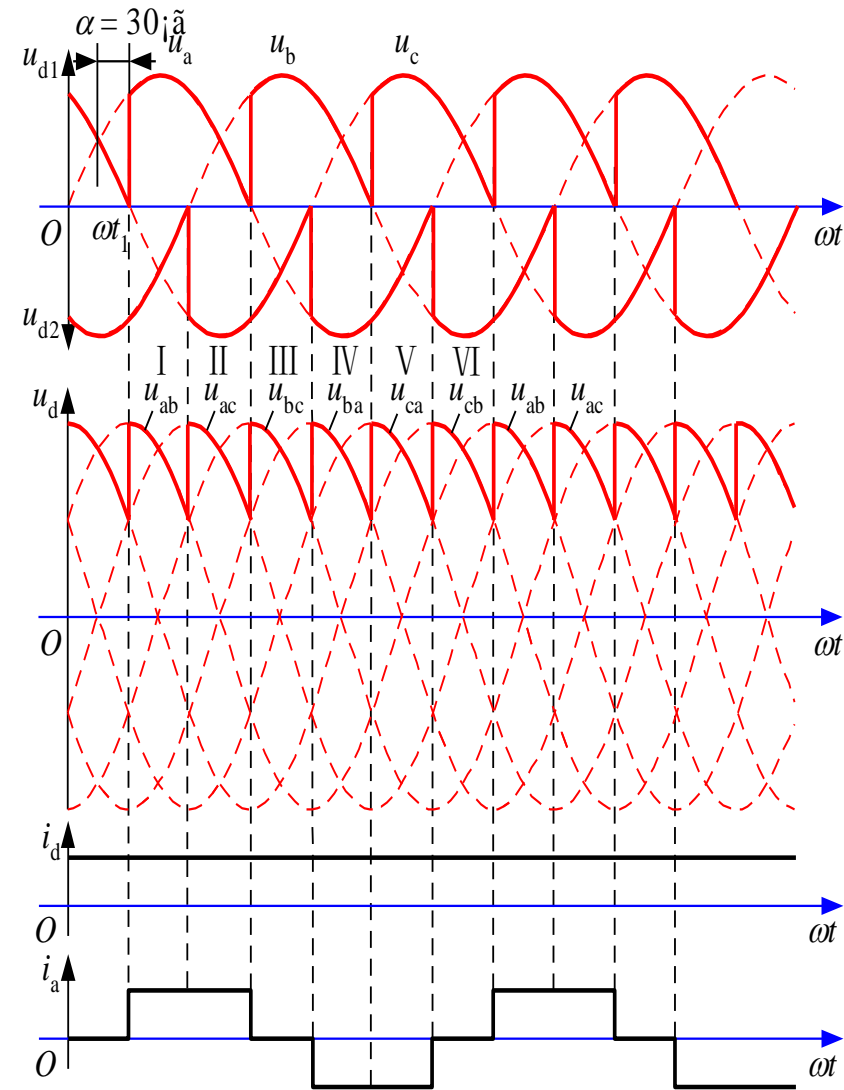 α = 30¡ã
u_d1 u_a u_b u_c
O ωt_1 ωt
u_d2
I II III IV V VI
u_d u_ab u_ac u_bc u_ba u_ca u_cb u_ab u_ac
O ωt
i_d
O ωt
i_a
O ωt